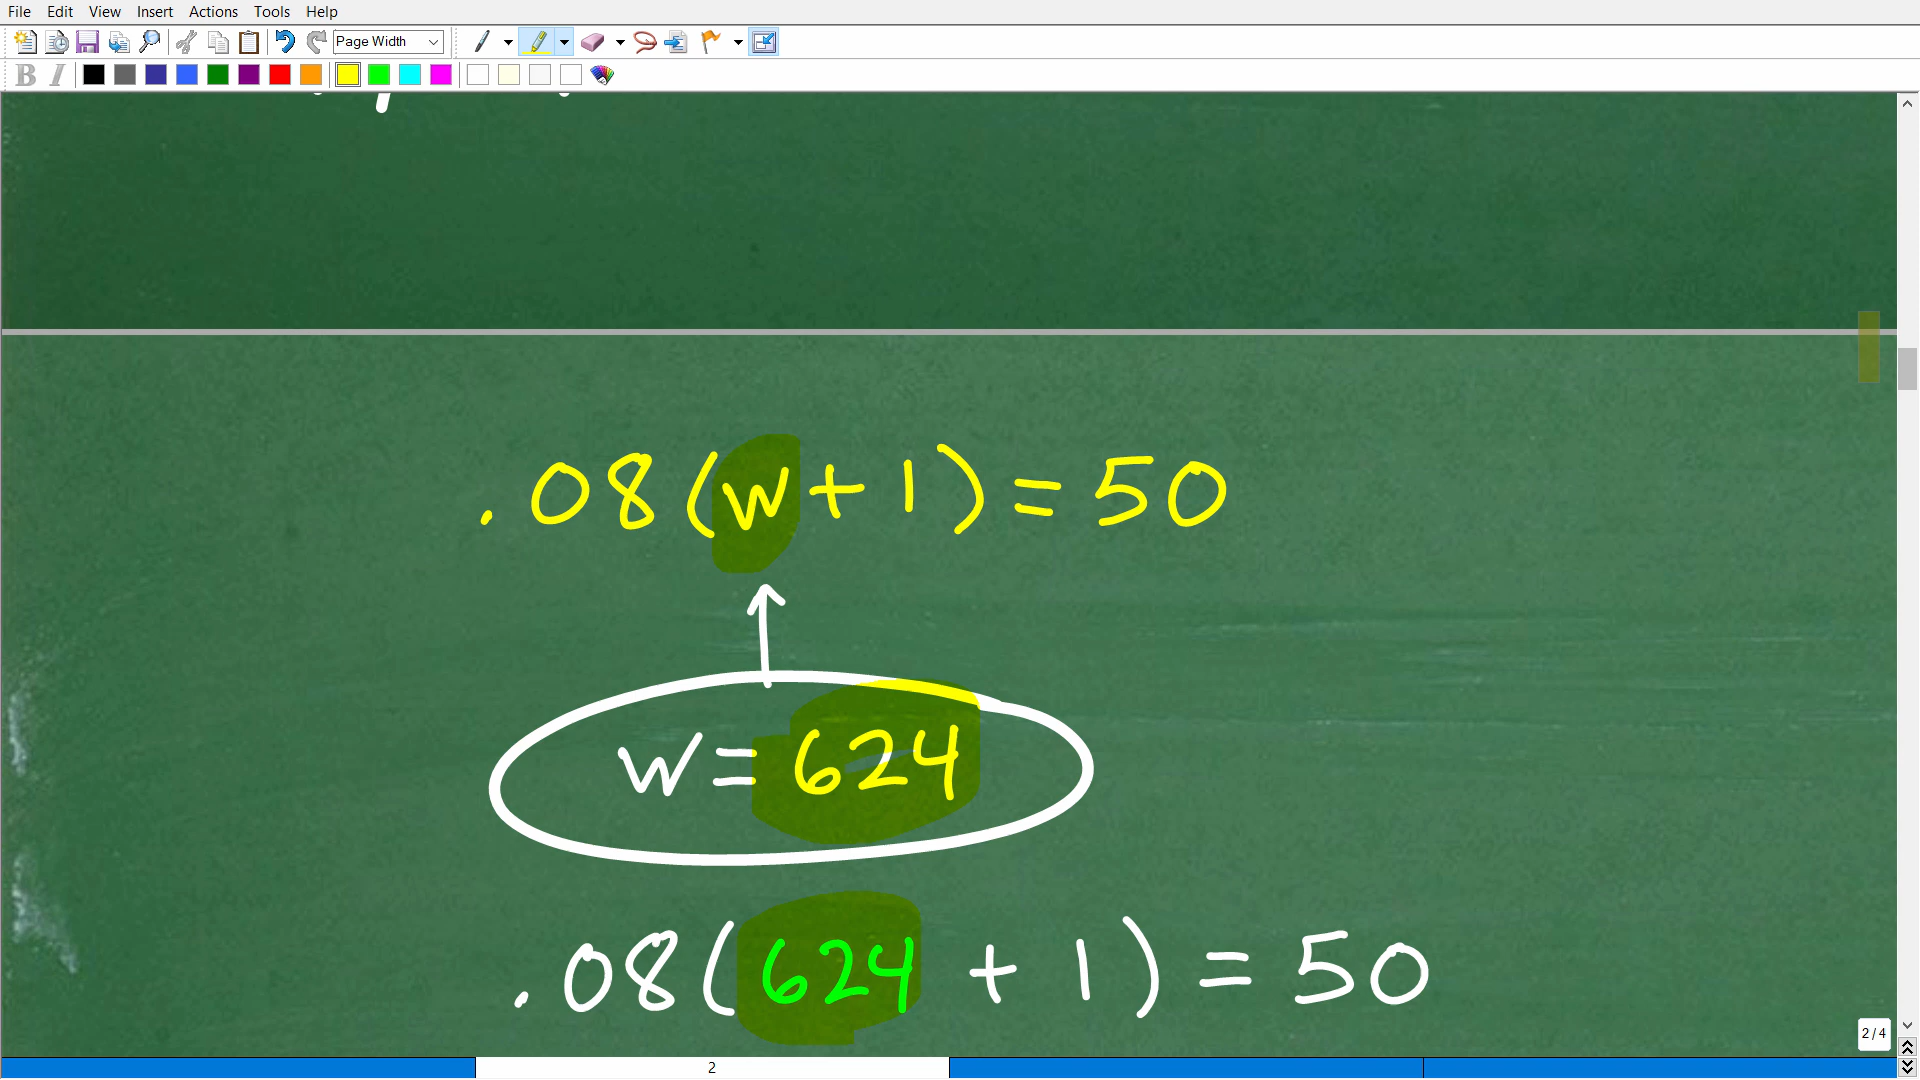 File Edit View Insert Actions Tools Help
Page Width
B I
.08(w+1)=50
w=624
.08(624 + 1) = 50
2 / 4
2